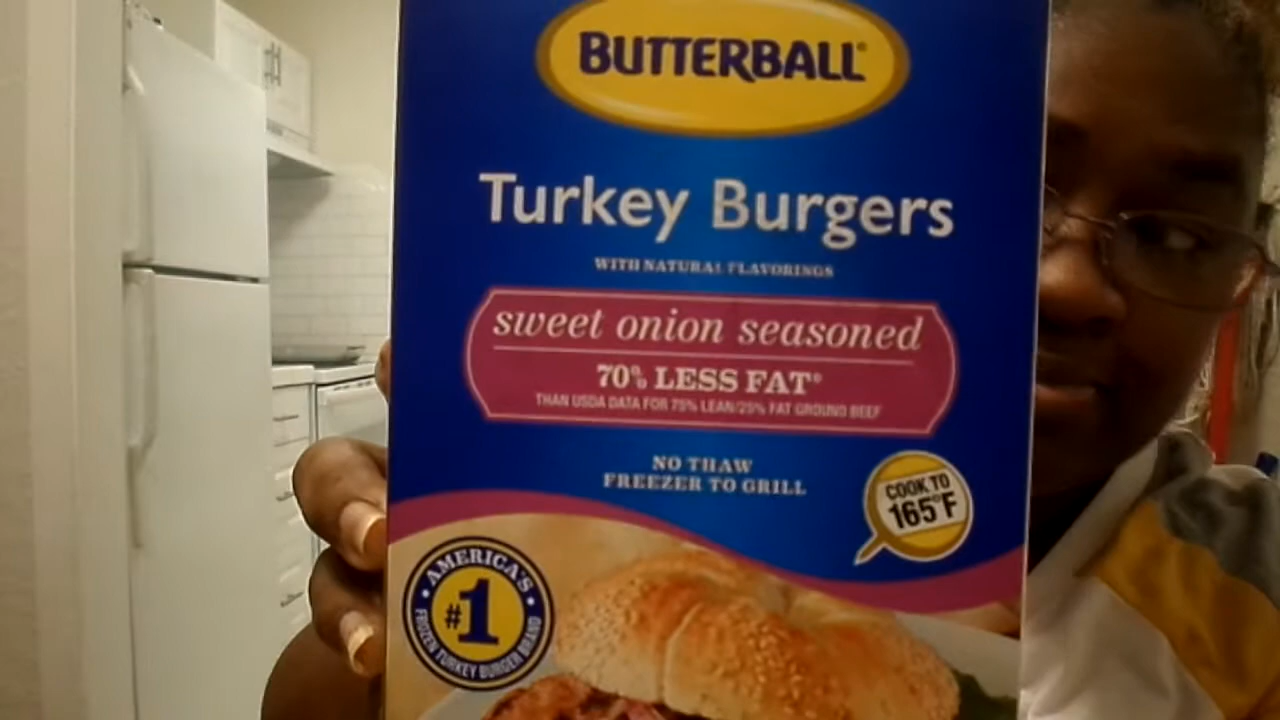 BUTTERBALL®
Turkey Burgers
WITH NATURAL FLAVORINGS
sweet onion seasoned
70% LESS FAT*
THAN USDA DATA FOR 75% LEAN/25% FAT GROUND BEEF
NO THAW
FREEZER TO GRILL
COOK TO
165°F
AMERICA'S
#1
FROZEN TURKEY BURGER BRAND